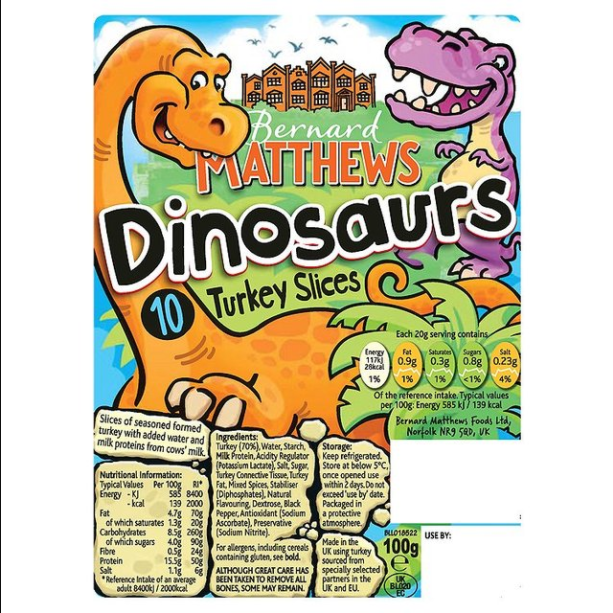 Bernard
MATTHEWS
Dinosaurs
10 Turkey Slices
Each 20g serving contains
Energy
117kJ
28kcal
1%
Fat
0.9g
1%
Saturates
0.3g
1%
Sugars
0.8g
<1%
Salt
0.23g
4%
Of the reference intake. Typical values
per 100g: Energy 585 kJ / 139 kcal
Bernard Matthews Foods Ltd,
Norfolk NR9 5QD, UK
Slices of seasoned formed
turkey with added water and
milk proteins from cows' milk.
Nutritional Information:
Typical Values Per 100g RI*
Energy - KJ 585 8400
- kcal 139 2000
Fat 4.7g 70g
of which saturates 1.3g 20g
Carbohydrates 8.5g 260g
of which sugars 4.0g 90g
Fibre 0.5g 24g
Protein 15.5g 50g
Salt 1.1g 6g
*Reference Intake of an average
adult 8400kJ / 2000kcal
Ingredients:
Turkey (70%), Water, Starch,
Milk Protein, Acidity Regulator
(Potassium Lactate), Salt, Sugar,
Turkey Connective Tissue, Turkey
Fat, Mixed Spices, Stabiliser
(Diphosphates), Natural
Flavouring, Dextrose, Black
Pepper, Antioxidant (Sodium
Ascorbate), Preservative
(Sodium Nitrite).
For allergens, including cereals
containing gluten, see bold.
ALTHOUGH GREAT CARE HAS
BEEN TAKEN TO REMOVE ALL
BONES, SOME MAY REMAIN.
Storage:
Keep refrigerated.
Store at below 5°C,
once opened use
within 2 days. Do not
exceed 'use by' date.
Packaged in
a protective
atmosphere.
Made in the
UK using turkey
sourced from
specially selected
partners in the
UK and EU.
100g
e
UK
BL020
EC
USE BY: